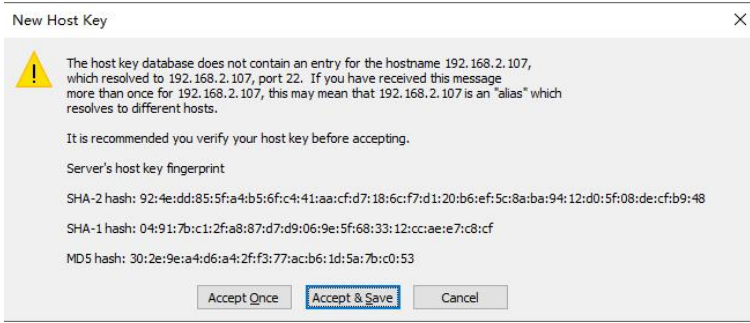 New Host Key
The host key database does not contain an entry for the hostname 192.168.2.107,
which resolved to 192.168.2.107, port 22.  If you have received this message
more than once for 192.168.2.107, this may mean that 192.168.2.107 is an "alias" which
resolves to different hosts.
It is recommended you verify your host key before accepting.
Server's host key fingerprint
SHA-2 hash: 92:4e:dd:85:5f:a4:b5:6f:c4:41:aa:cf:d7:18:6c:f7:d1:20:b6:ef:5c:8a:ba:94:12:d0:5f:08:de:cf:b9:48
SHA-1 hash: 04:91:7b:c1:2f:a8:87:d7:d9:06:9e:5f:68:33:12:cc:ae:e7:c8:cf
MD5 hash: 30:2e:9e:a4:d6:a4:2f:f3:77:ac:b6:1d:5a:7b:c0:53
Accept Once Accept & Save Cancel